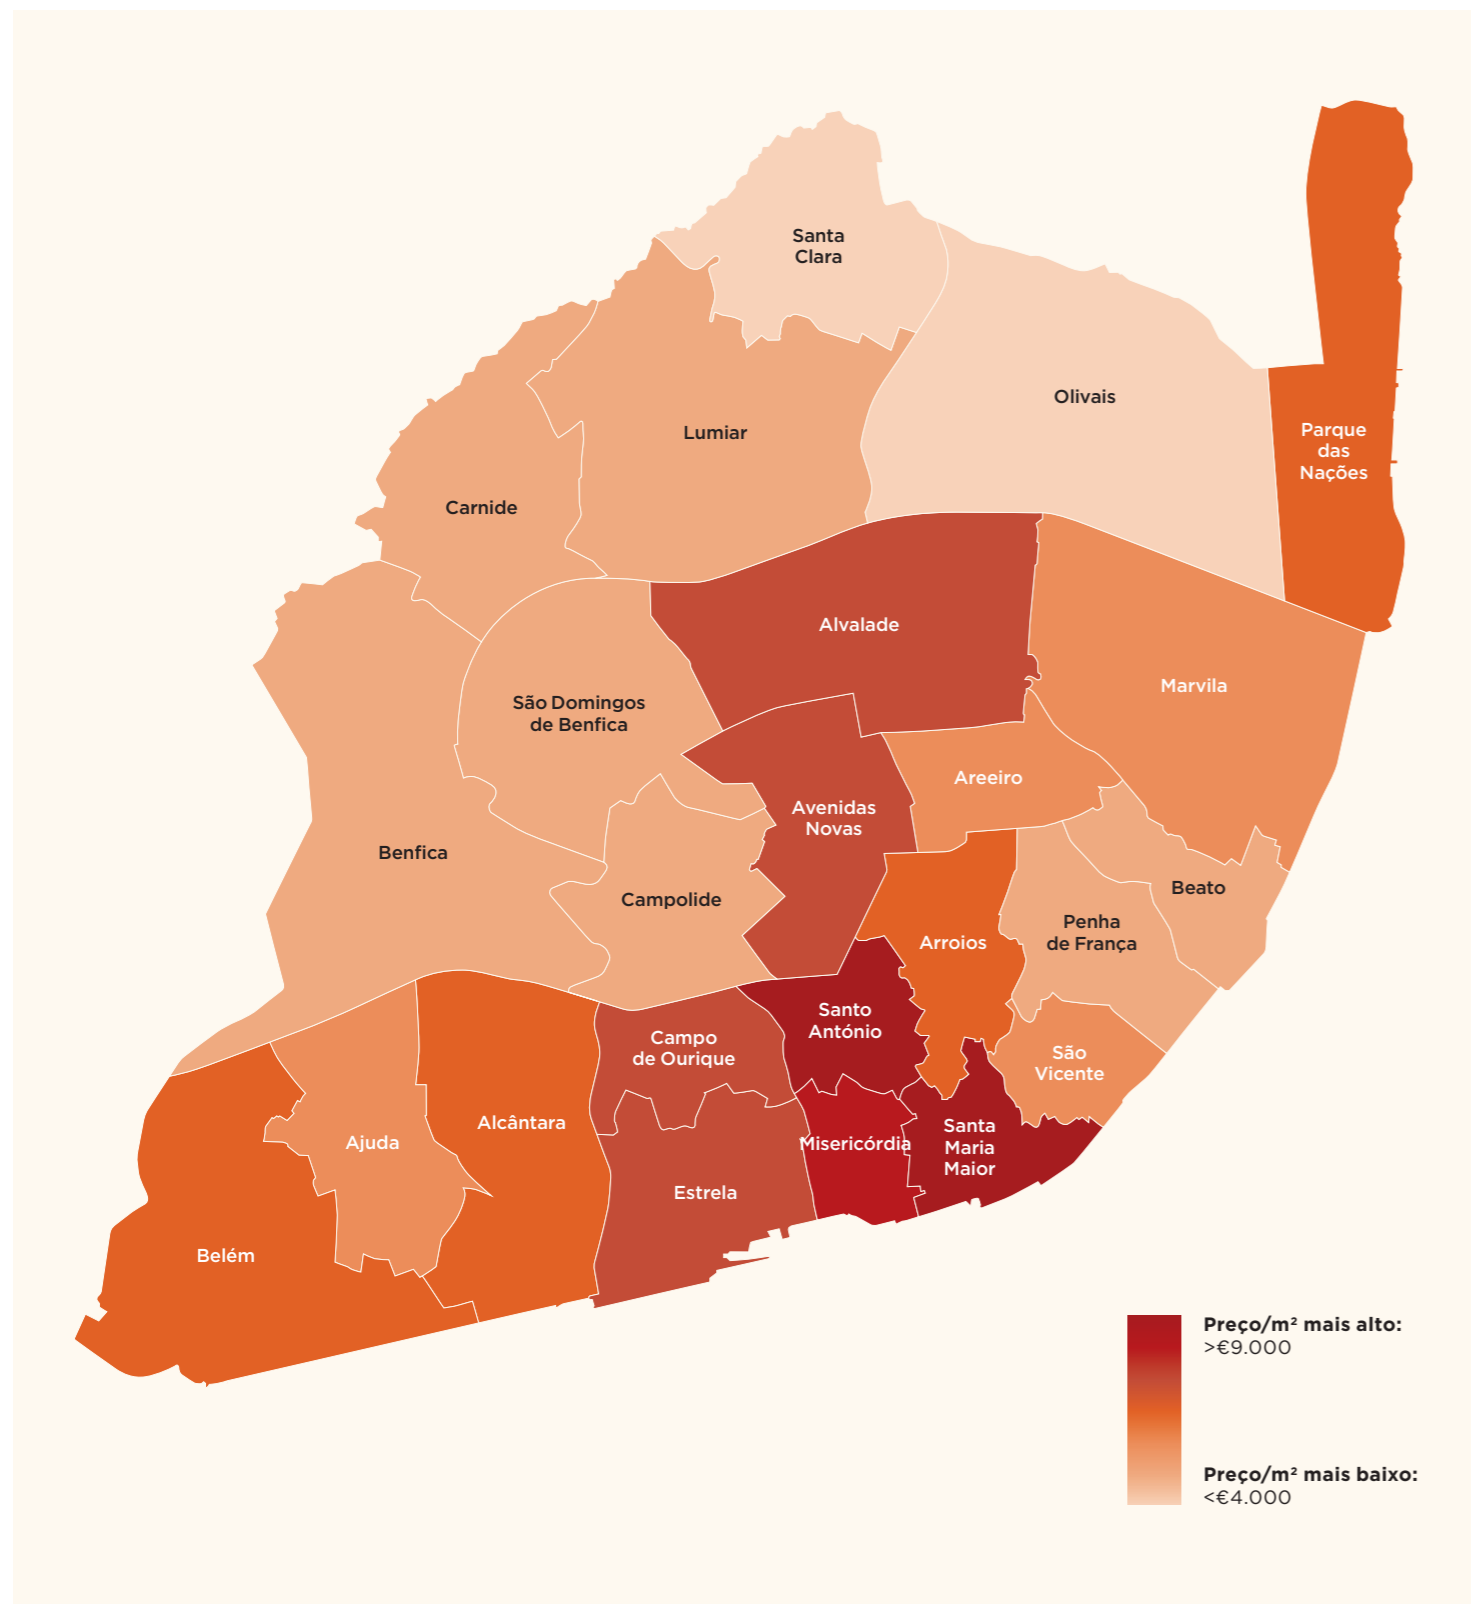 Santa
Clara
Olivais
Lumiar
Parque
das
Nações
Carnide
Alvalade
Marvila
São Domingos
de Benfica
Areeiro
Avenidas
Novas
Benfica
Beato
Campolide
Penha
de França
Arroios
Santo
António
Campo
de Ourique
São
Vicente
Alcântara
Ajuda
Misericórdia
Santa
Maria
Maior
Estrela
Belém
Preço/m² mais alto:
>€9.000
Preço/m² mais baixo:
<€4.000